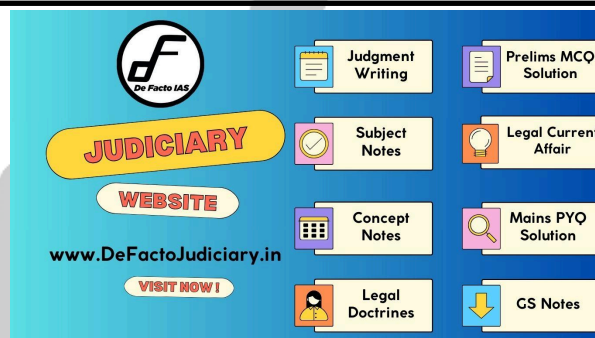 De Facto IAS
JUDICIARY
WEBSITE
www.DeFactoJudiciary.in
VISIT NOW !
Judgment
Writing
Prelims MCQ
Solution
Subject
Notes
Legal Current
Affair
Concept
Notes
Mains PYQ
Solution
Legal
Doctrines
GS Notes